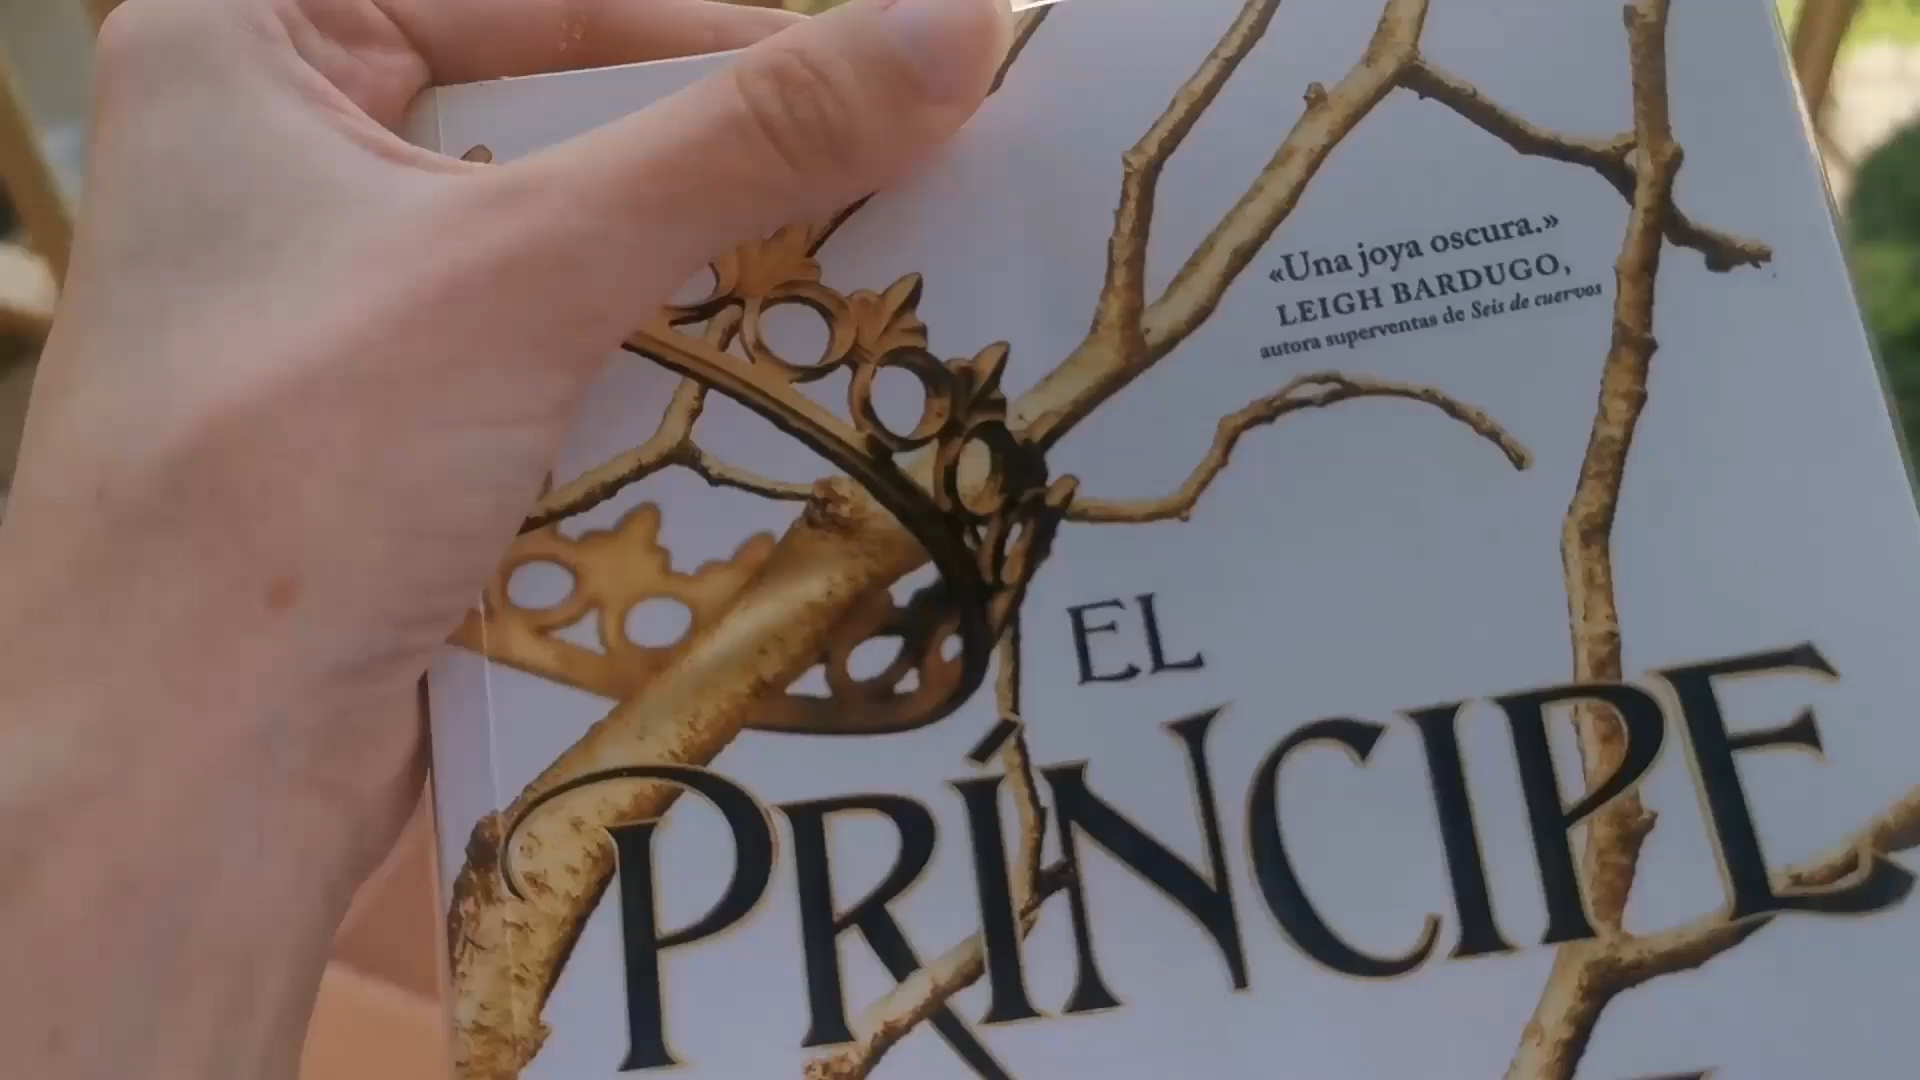 «Una joya oscura.»
LEIGH BARDUGO,
autora superventas de Seis de cuervos
EL
PRÍNCIPE